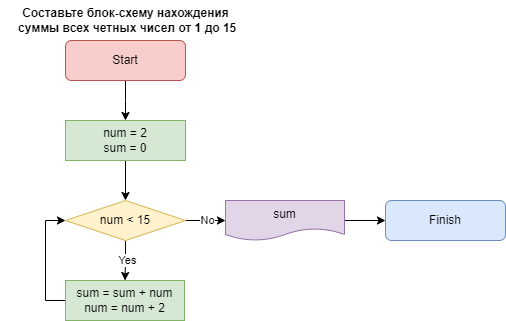 Составьте блок-схему нахождения
суммы всех четных чисел от 1 до 15
Start
num = 2
sum = 0
num < 15
No
sum
Finish
Yes
sum = sum + num
num = num + 2